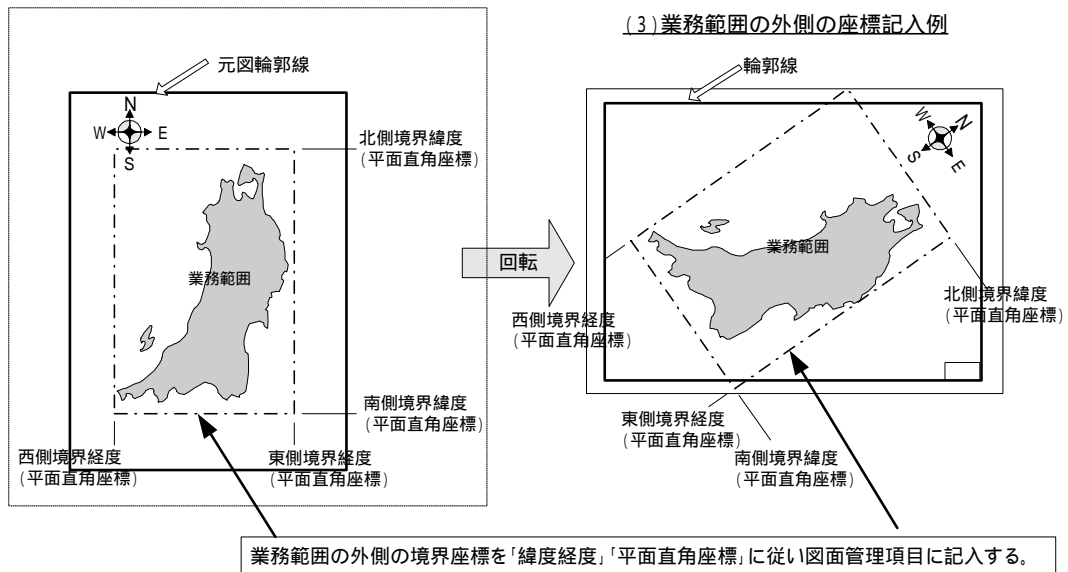 (3)業務範囲の外側の座標記入例
元図輪郭線
N
W
E
S
北側境界緯度
(平面直角座標)
業務範囲
南側境界緯度
(平面直角座標)
西側境界経度
(平面直角座標)
東側境界経度
(平面直角座標)
回転
輪郭線
W
N
S
E
業務範囲
北側境界緯度
(平面直角座標)
西側境界経度
(平面直角座標)
東側境界経度
(平面直角座標)
南側境界緯度
(平面直角座標)
業務範囲の外側の境界座標を「緯度経度」「平面直角座標」に従い図面管理項目に記入する。